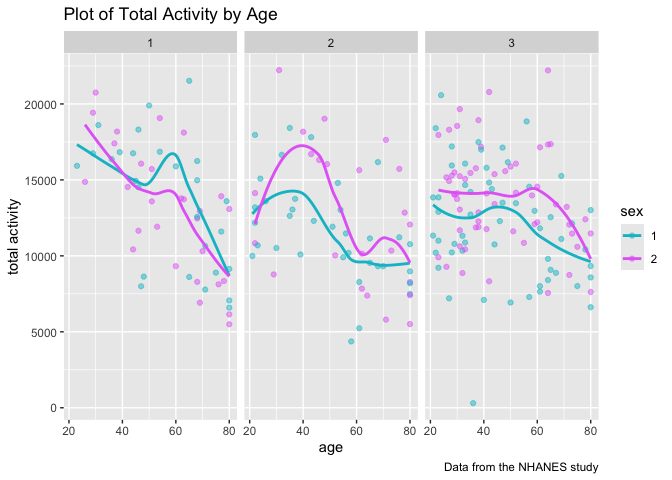 Plot of Total Activity by Age
1 2 3
20000
15000
10000
5000
0
total activity
20 40 60 80 20 40 60 80 20 40 60 80
age
sex
1
2
Data from the NHANES study